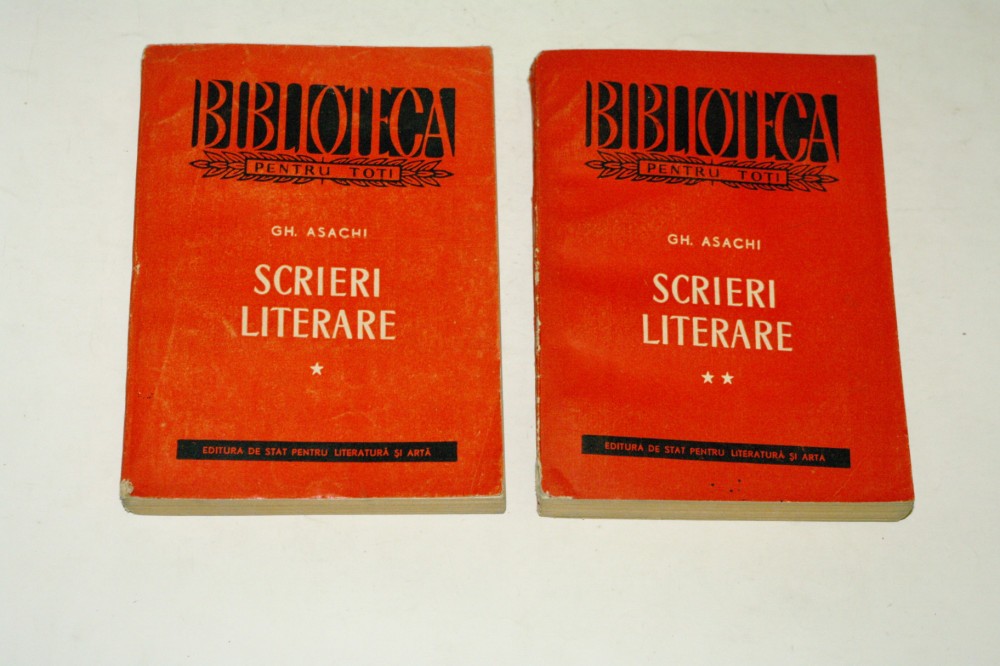 BIBLIOTECA
PENTRU TOȚI
GH. ASACHI
SCRIERI
LITERARE
★
EDITURA DE STAT PENTRU LITERATURĂ ȘI ARTĂ
BIBLIOTECA
PENTRU TOȚI
GH. ASACHI
SCRIERI
LITERARE
★★
EDITURA DE STAT PENTRU LITERATURĂ ȘI ARTĂ